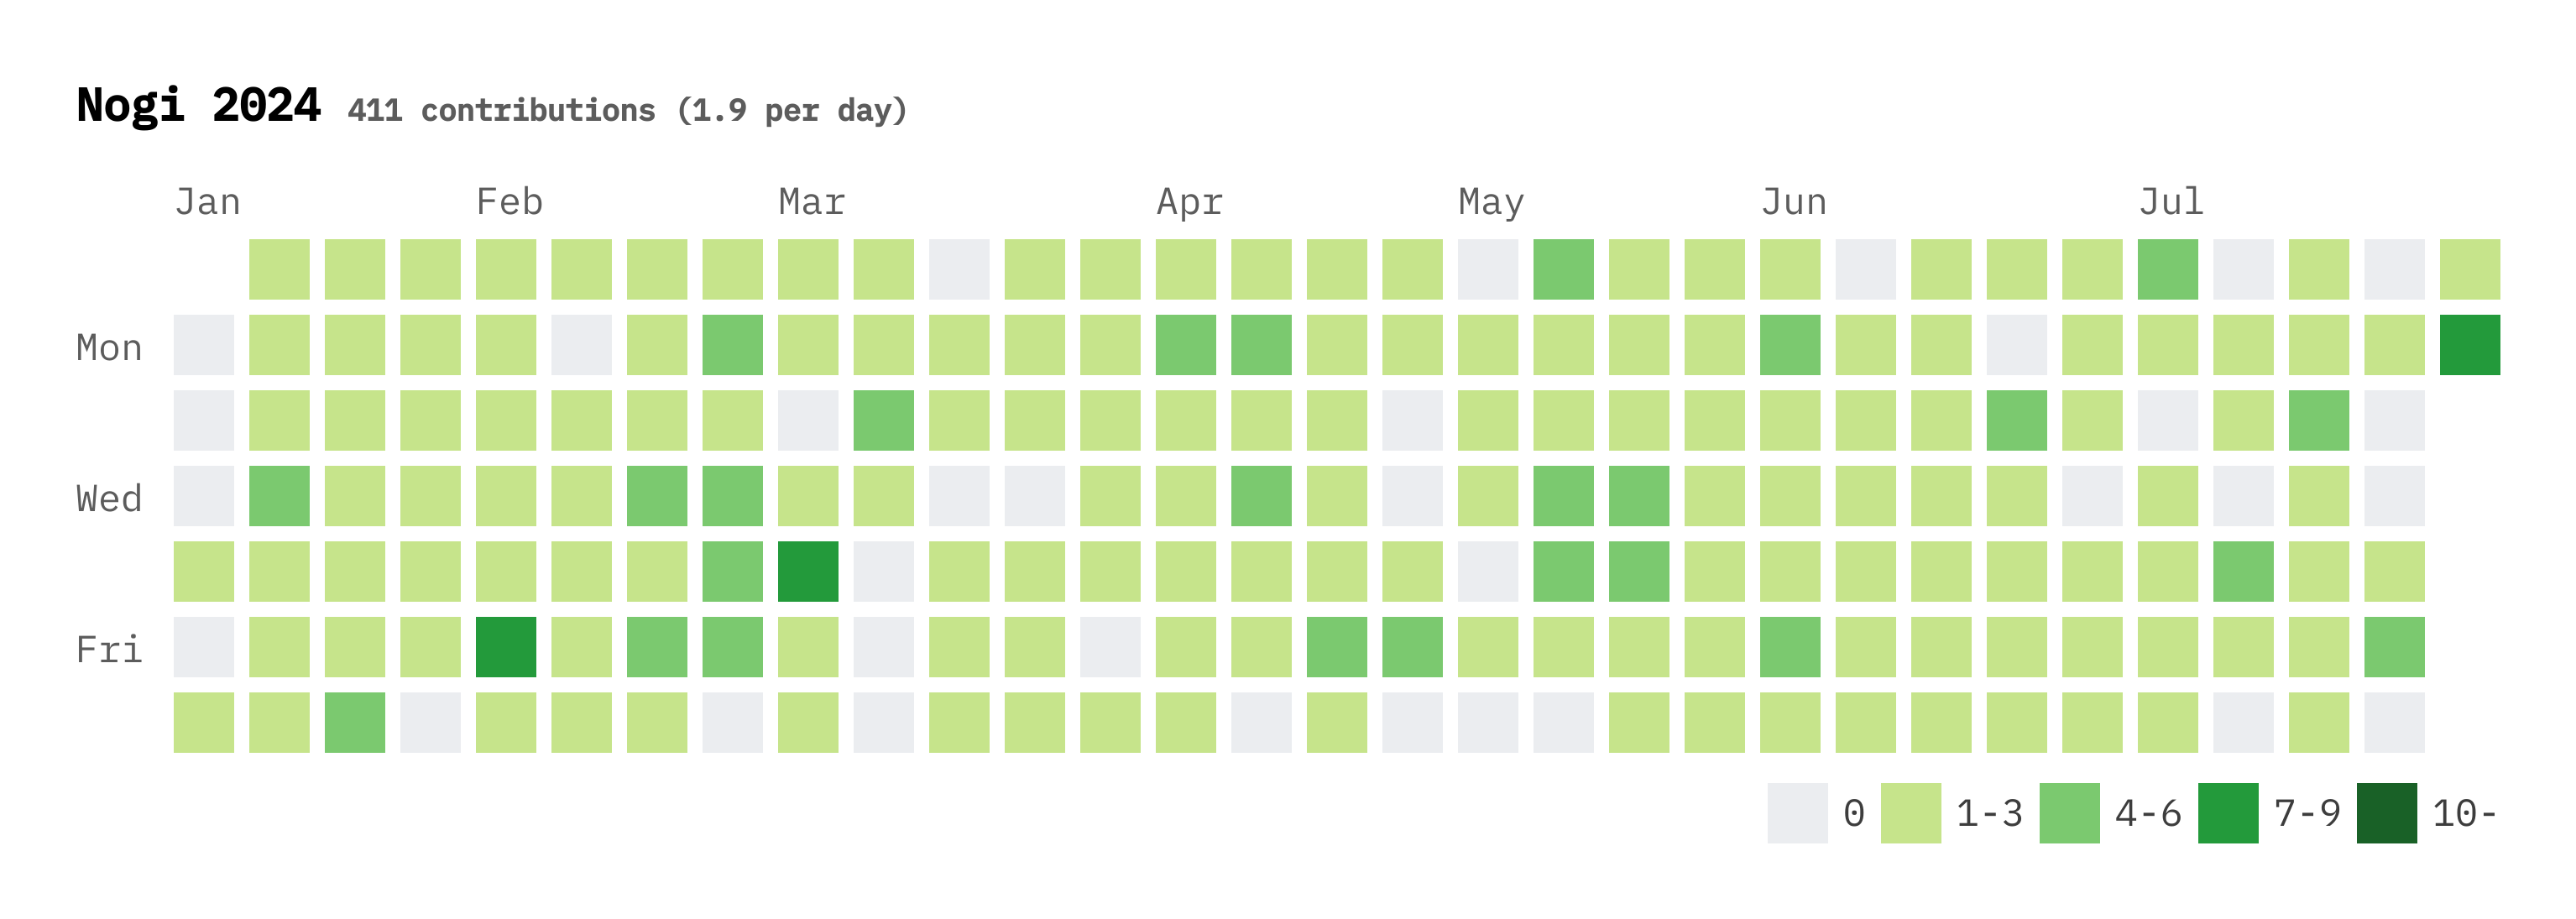 Nogi 2024 411 contributions (1.9 per day)
Jan Feb Mar Apr May Jun Jul
Mon
Wed
Fri
0 1-3 4-6 7-9 10-